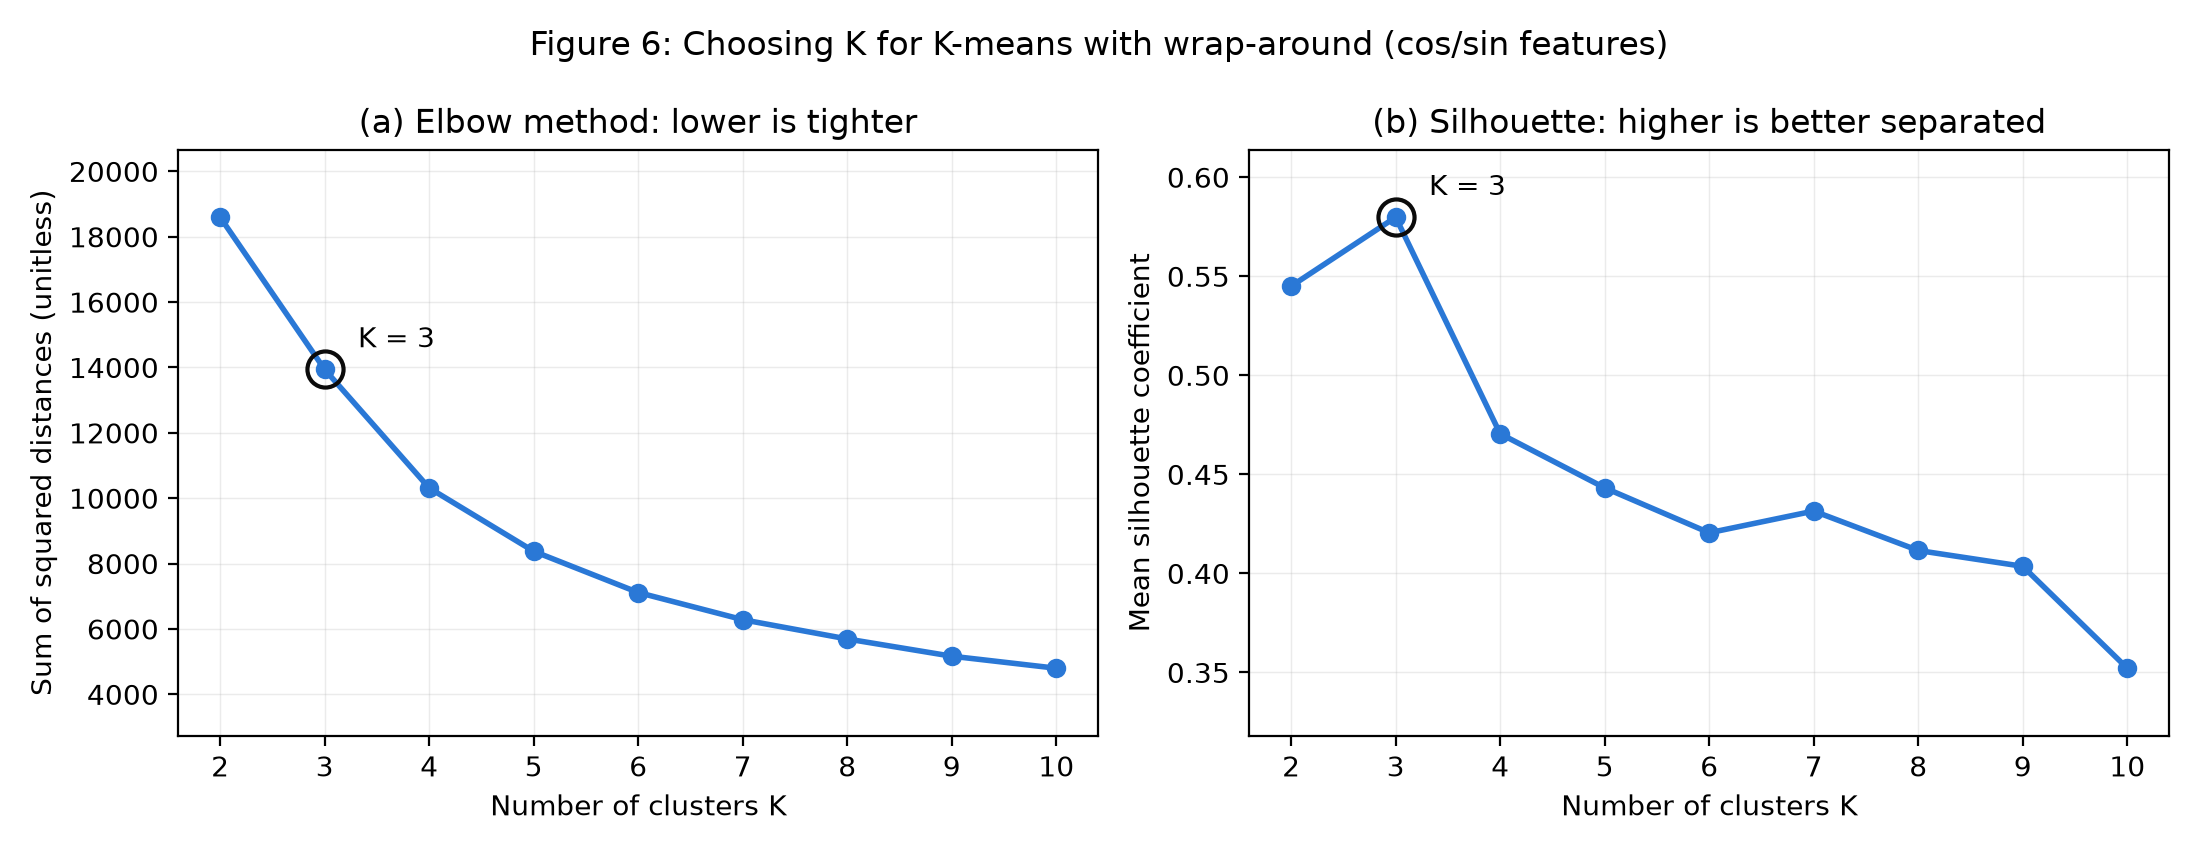 Figure 6: Choosing K for K-means with wrap-around (cos/sin features)
(a) Elbow method: lower is tighter
Sum of squared distances (unitless)
20000
18000
16000
14000
12000
10000
8000
6000
4000
K = 3
2 3 4 5 6 7 8 9 10
Number of clusters K
(b) Silhouette: higher is better separated
Mean silhouette coefficient
0.60
0.55
0.50
0.45
0.40
0.35
K = 3
2 3 4 5 6 7 8 9 10
Number of clusters K